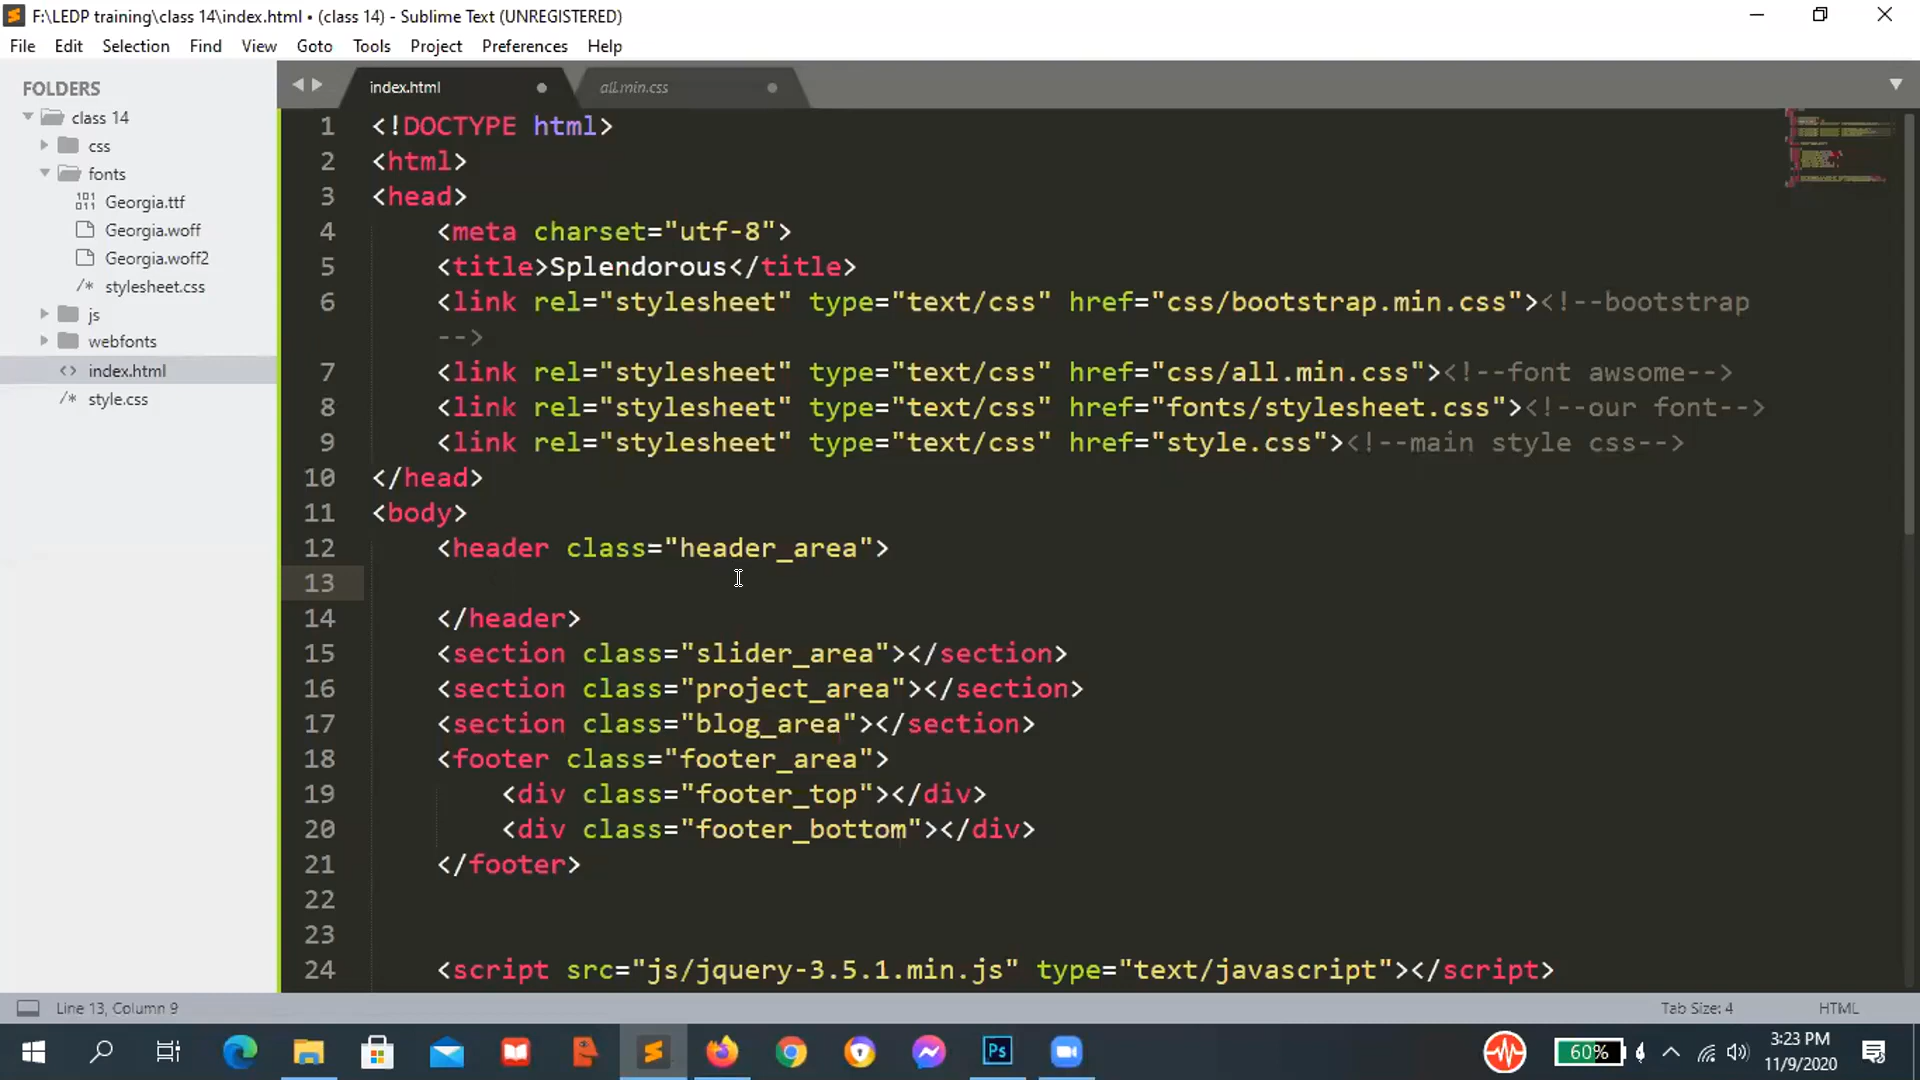 F:\LEDP training\class 14\index.html • (class 14) - Sublime Text (UNREGISTERED)
File Edit Selection Find View Goto Tools Project Preferences Help
FOLDERS
class 14
css
fonts
Georgia.ttf
Georgia.woff
Georgia.woff2
/* stylesheet.css
js
webfonts
<> index.html
/* style.css
index.html
all.min.css
1 <!DOCTYPE html>
2 <html>
3 <head>
4 <meta charset="utf-8">
5 <title>Splendorous</title>
6 <link rel="stylesheet" type="text/css" href="css/bootstrap.min.css"><!--bootstrap
-->
7 <link rel="stylesheet" type="text/css" href="css/all.min.css"><!--font awsome-->
8 <link rel="stylesheet" type="text/css" href="fonts/stylesheet.css"><!--our font-->
9 <link rel="stylesheet" type="text/css" href="style.css"><!--main style css-->
10 </head>
11 <body>
12 <header class="header_area">
13
14 </header>
15 <section class="slider_area"></section>
16 <section class="project_area"></section>
17 <section class="blog_area"></section>
18 <footer class="footer_area">
19 <div class="footer_top"></div>
20 <div class="footer_bottom"></div>
21 </footer>
22
23
24 <script src="js/jquery-3.5.1.min.js" type="text/javascript"></script>
Line 13, Column 9
Tab Size: 4
HTML
Ps
60%
3:23 PM
11/9/2020